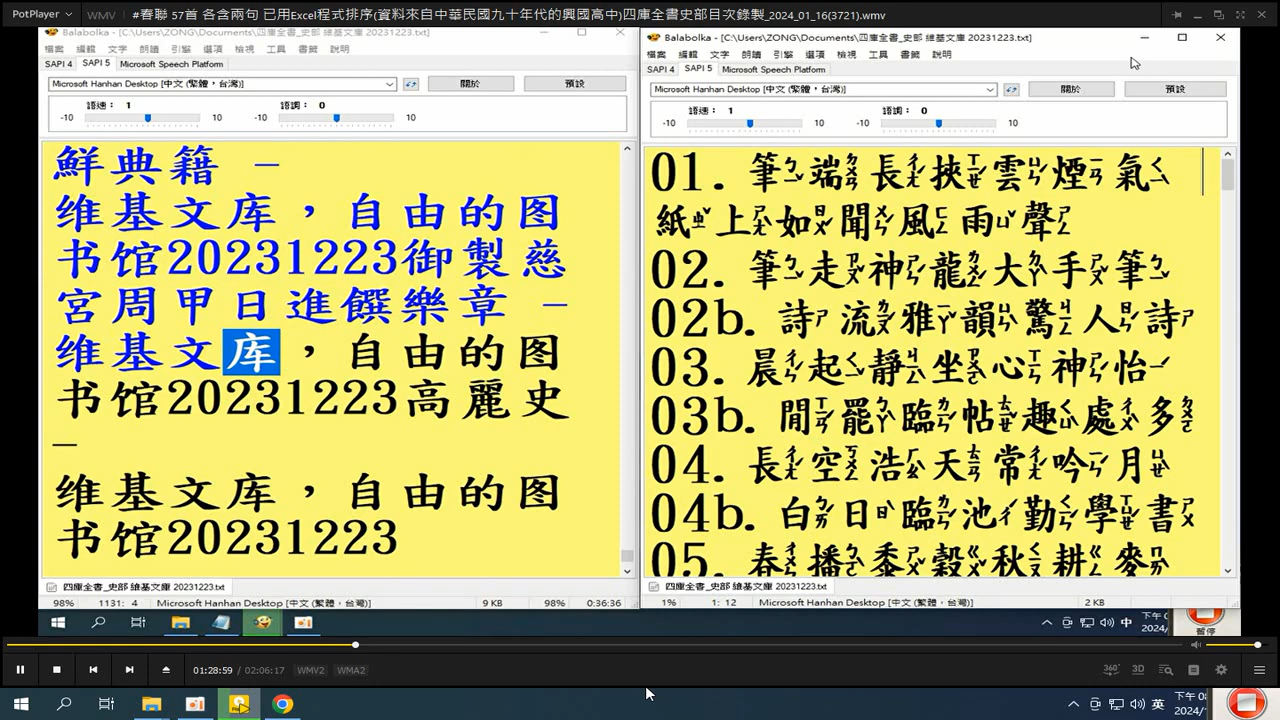 PotPlayer
WMV
#春聯 57首 各含兩句 已用Excel程式排序(資料來自中華民國九十年代的興國高中)四庫全書史部目次錄製_2024_01_16(3721).wmv
Balabolka - [C:\Users\ZONG\Documents\四庫全書_史部 維基文庫 20231223.txt]
檔案 編輯 文字 朗讀 引擎 選項 檢視 工具 書籤 說明
SAPI 4 SAPI 5 Microsoft Speech Platform
Microsoft Hanhan Desktop [中文 (繁體，台灣)]
關於
預設
語速： 1
語調： 0
-10
10
-10
10
鮮典籍 –
维基文库，自由的图
书馆20231223御製慈
宮周甲日進饌樂章 –
维基文库，自由的图
书馆20231223高麗史
–
维基文库，自由的图
书馆20231223
四庫全書_史部 維基文庫 20231223.txt
98%
1131: 4
Microsoft Hanhan Desktop [中文 (繁體，台灣)]
9 KB
98%
0:36:36
Balabolka - [C:\Users\ZONG\Documents\四庫全書_史部 維基文庫 20231223.txt]
檔案 編輯 文字 朗讀 引擎 選項 檢視 工具 書籤 說明
SAPI 4 SAPI 5 Microsoft Speech Platform
Microsoft Hanhan Desktop [中文 (繁體，台灣)]
關於
預設
語速： 1
語調： 0
-10
10
-10
10
01. 筆端長挾雲煙氣
紙上如聞風雨聲
02. 筆走神龍大手筆
02b. 詩流雅韻驚人詩
03. 晨起靜坐心神怡
03b. 閒罷臨帖趣處多
04. 長空浩天常吟月
04b. 白日臨池勤學書
05. 春播黍穀秋耕麥
四庫全書_史部 維基文庫 20231223.txt
1%
1: 12
Microsoft Hanhan Desktop [中文 (繁體，台灣)]
2 KB
中
下午
2024/
暫停
01:28:59 / 02:06:17
WMV2
WMA2
360°
3D
英
下午 08
2024/